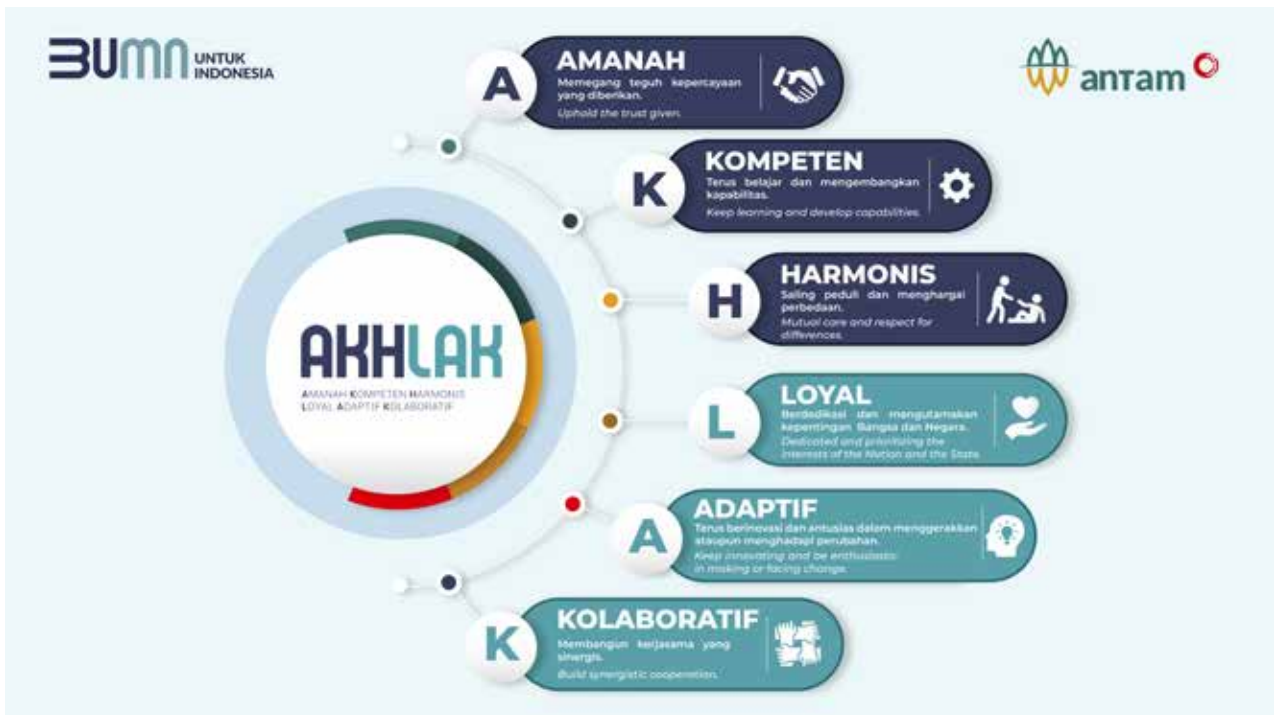 BUMN UNTUK
INDONESIA
antam
A
AMANAH
Memegang teguh kepercayaan
yang diberikan.
Uphold the trust given.
K
KOMPETEN
Terus belajar dan mengembangkan
kapabilitas.
Keep learning and develop capabilities.
H
HARMONIS
Saling peduli dan menghargai
perbedaan.
Mutual care and respect for
differences.
AKHLAK
AMANAH KOMPETEN HARMONIS
LOYAL ADAPTIF KOLABORATIF
L
LOYAL
Berdedikasi dan mengutamakan
kepentingan Bangsa dan Negara.
Dedicated and prioritizing the
interests of the Nation and the State
A
ADAPTIF
Terus berinovasi dan antusias dalam menggerakkan
ataupun menghadapi perubahan.
Keep innovating and be enthusiastic
in making or facing change.
K
KOLABORATIF
Membangun kerjasama yang
sinergis.
Build synergistic cooperation.